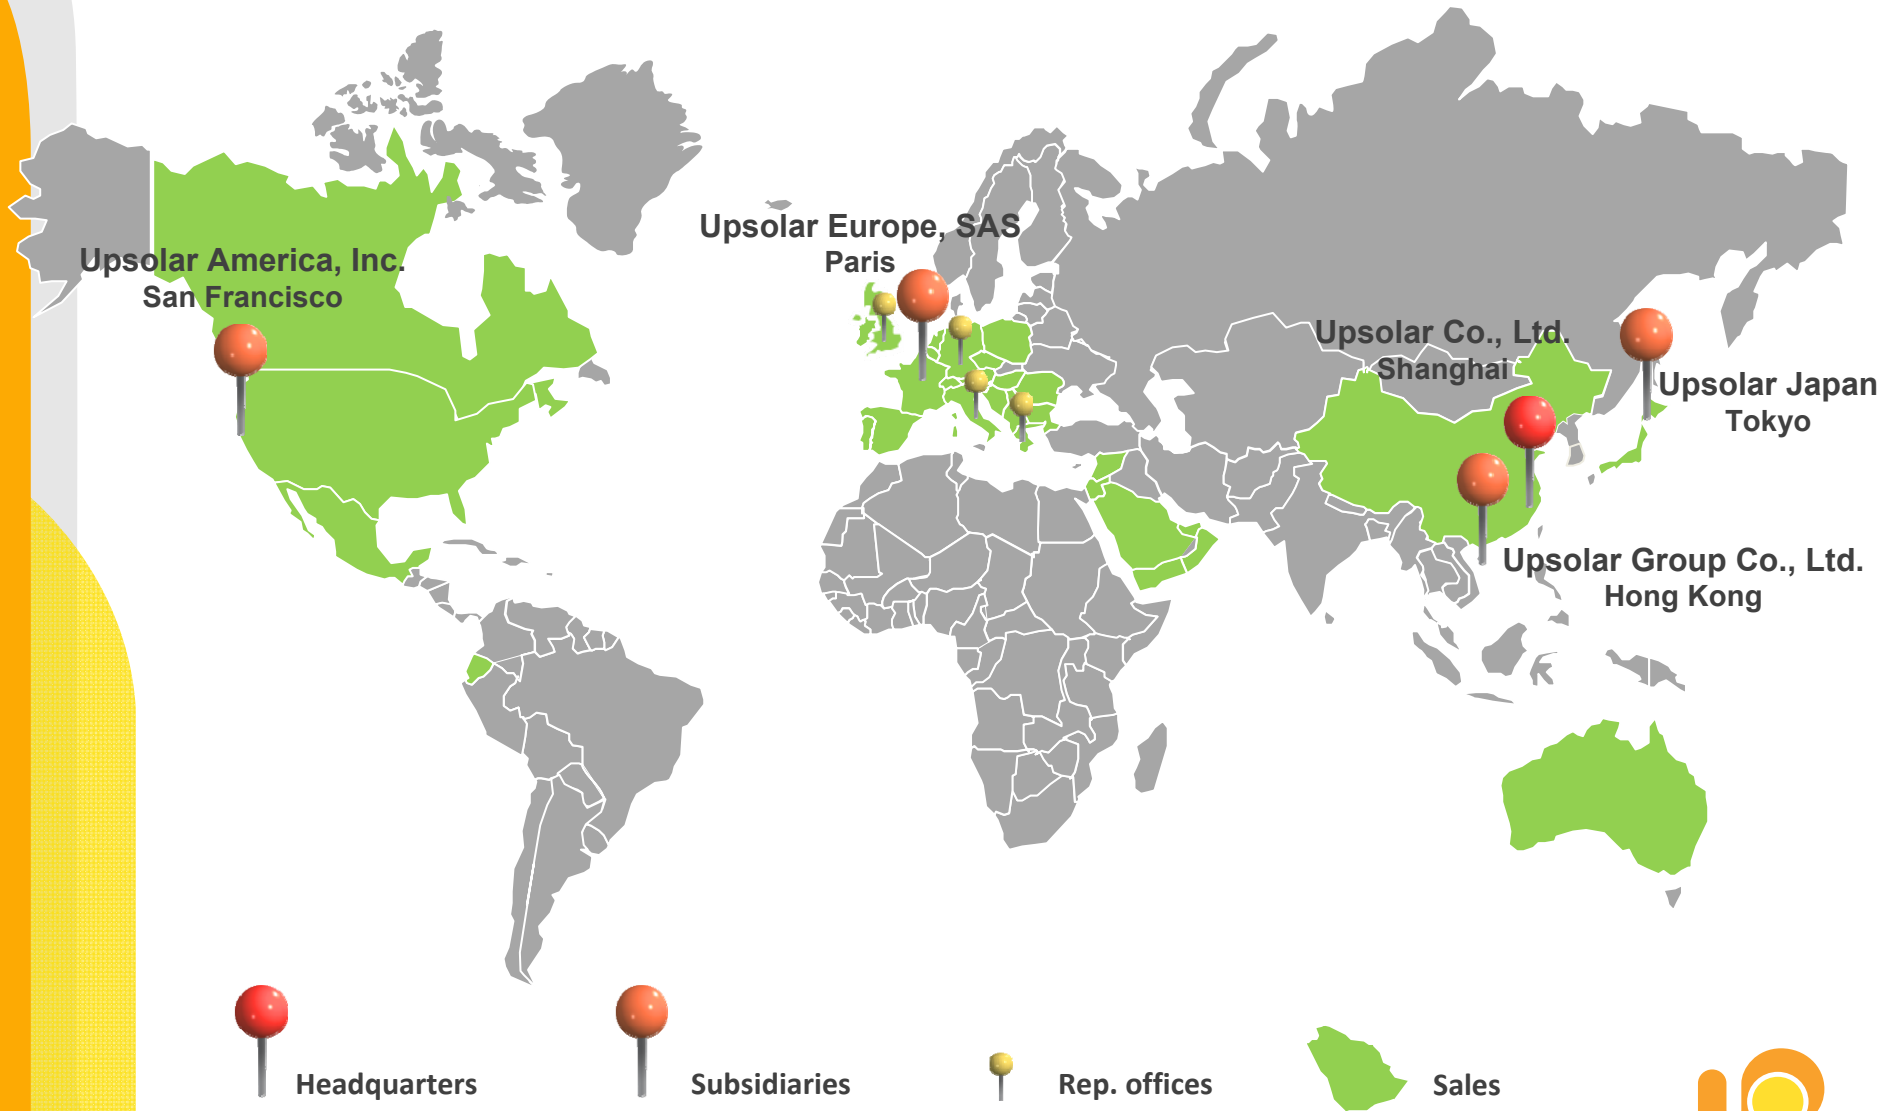 Upsolar America, Inc.
San Francisco
Upsolar Europe, SAS
Paris
Upsolar Co., Ltd.
Shanghai
Upsolar Japan
Tokyo
Upsolar Group Co., Ltd.
Hong Kong
Headquarters
Subsidiaries
Rep. offices
Sales